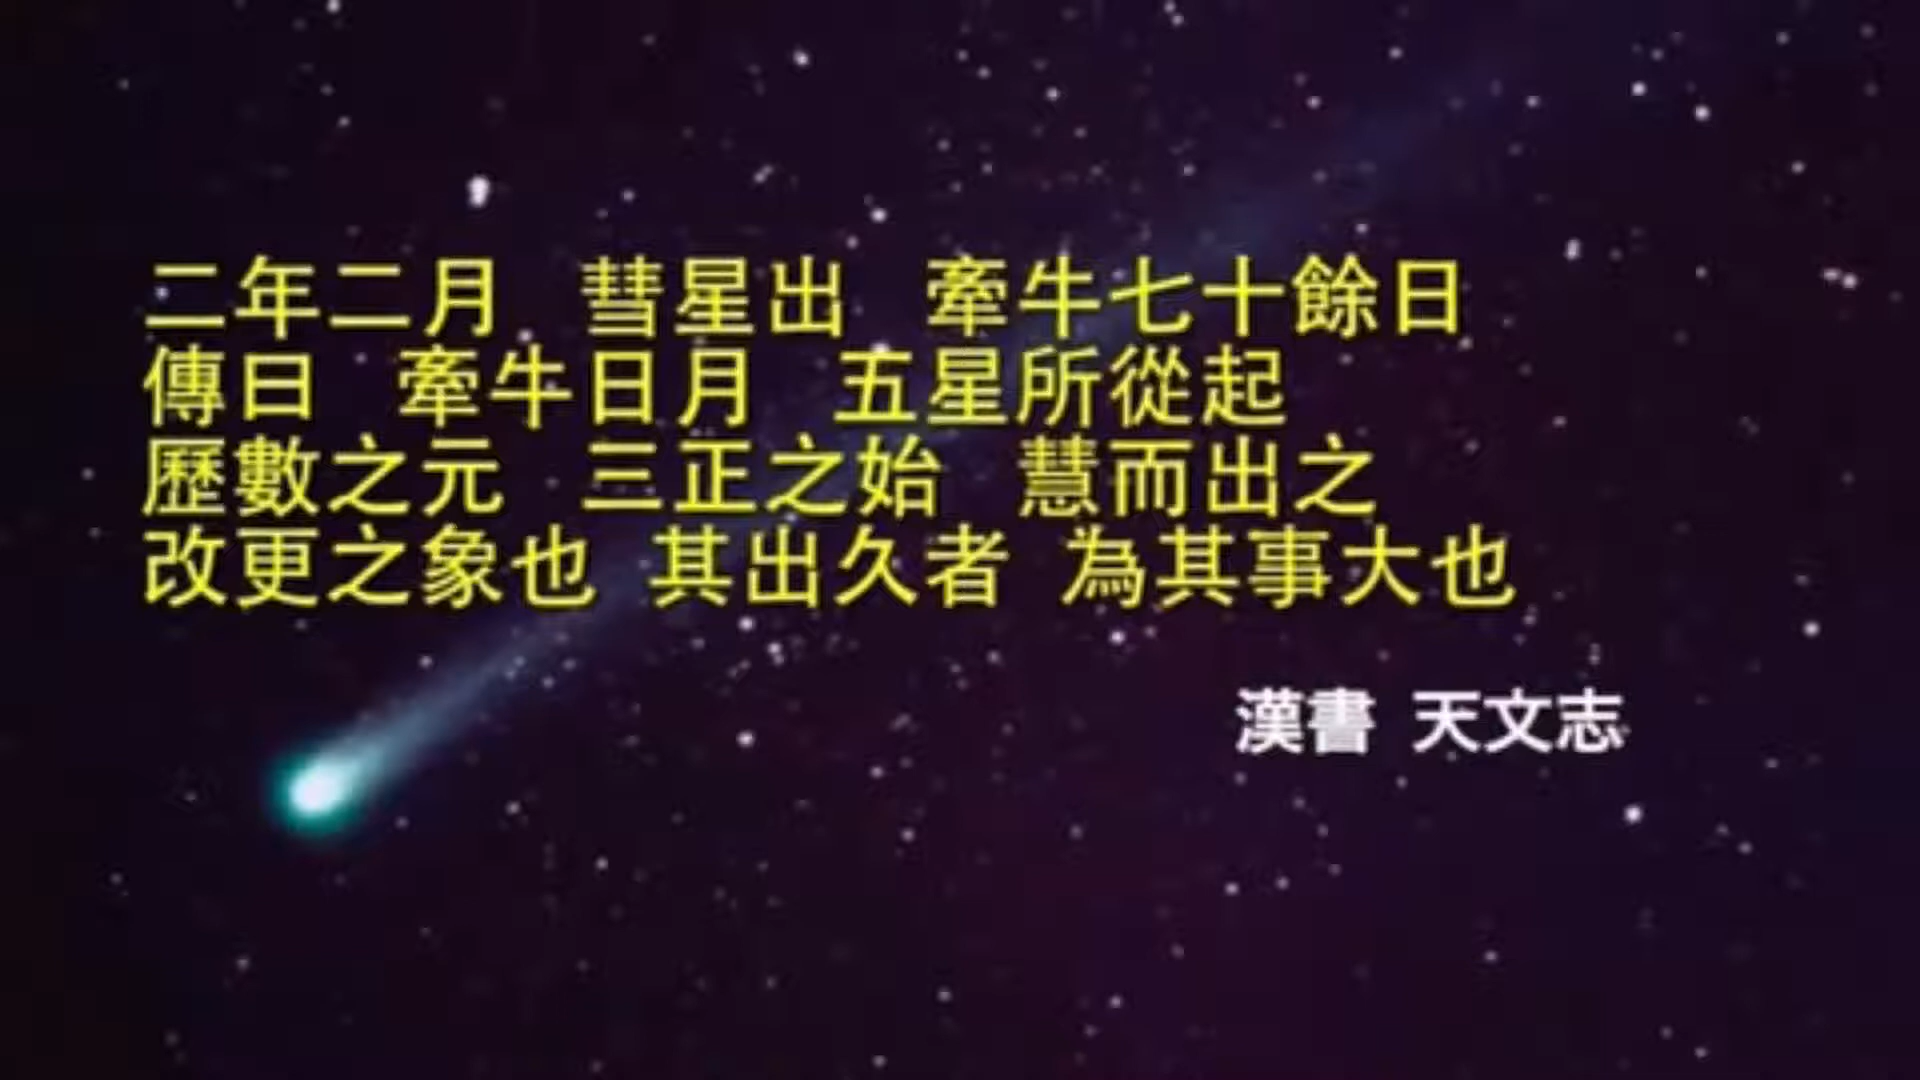 二年二月 彗星出 牽牛七十餘日
傳曰 牽牛日月 五星所從起
歷數之元 三正之始 慧而出之
改更之象也 其出久者 為其事大也
漢書 天文志